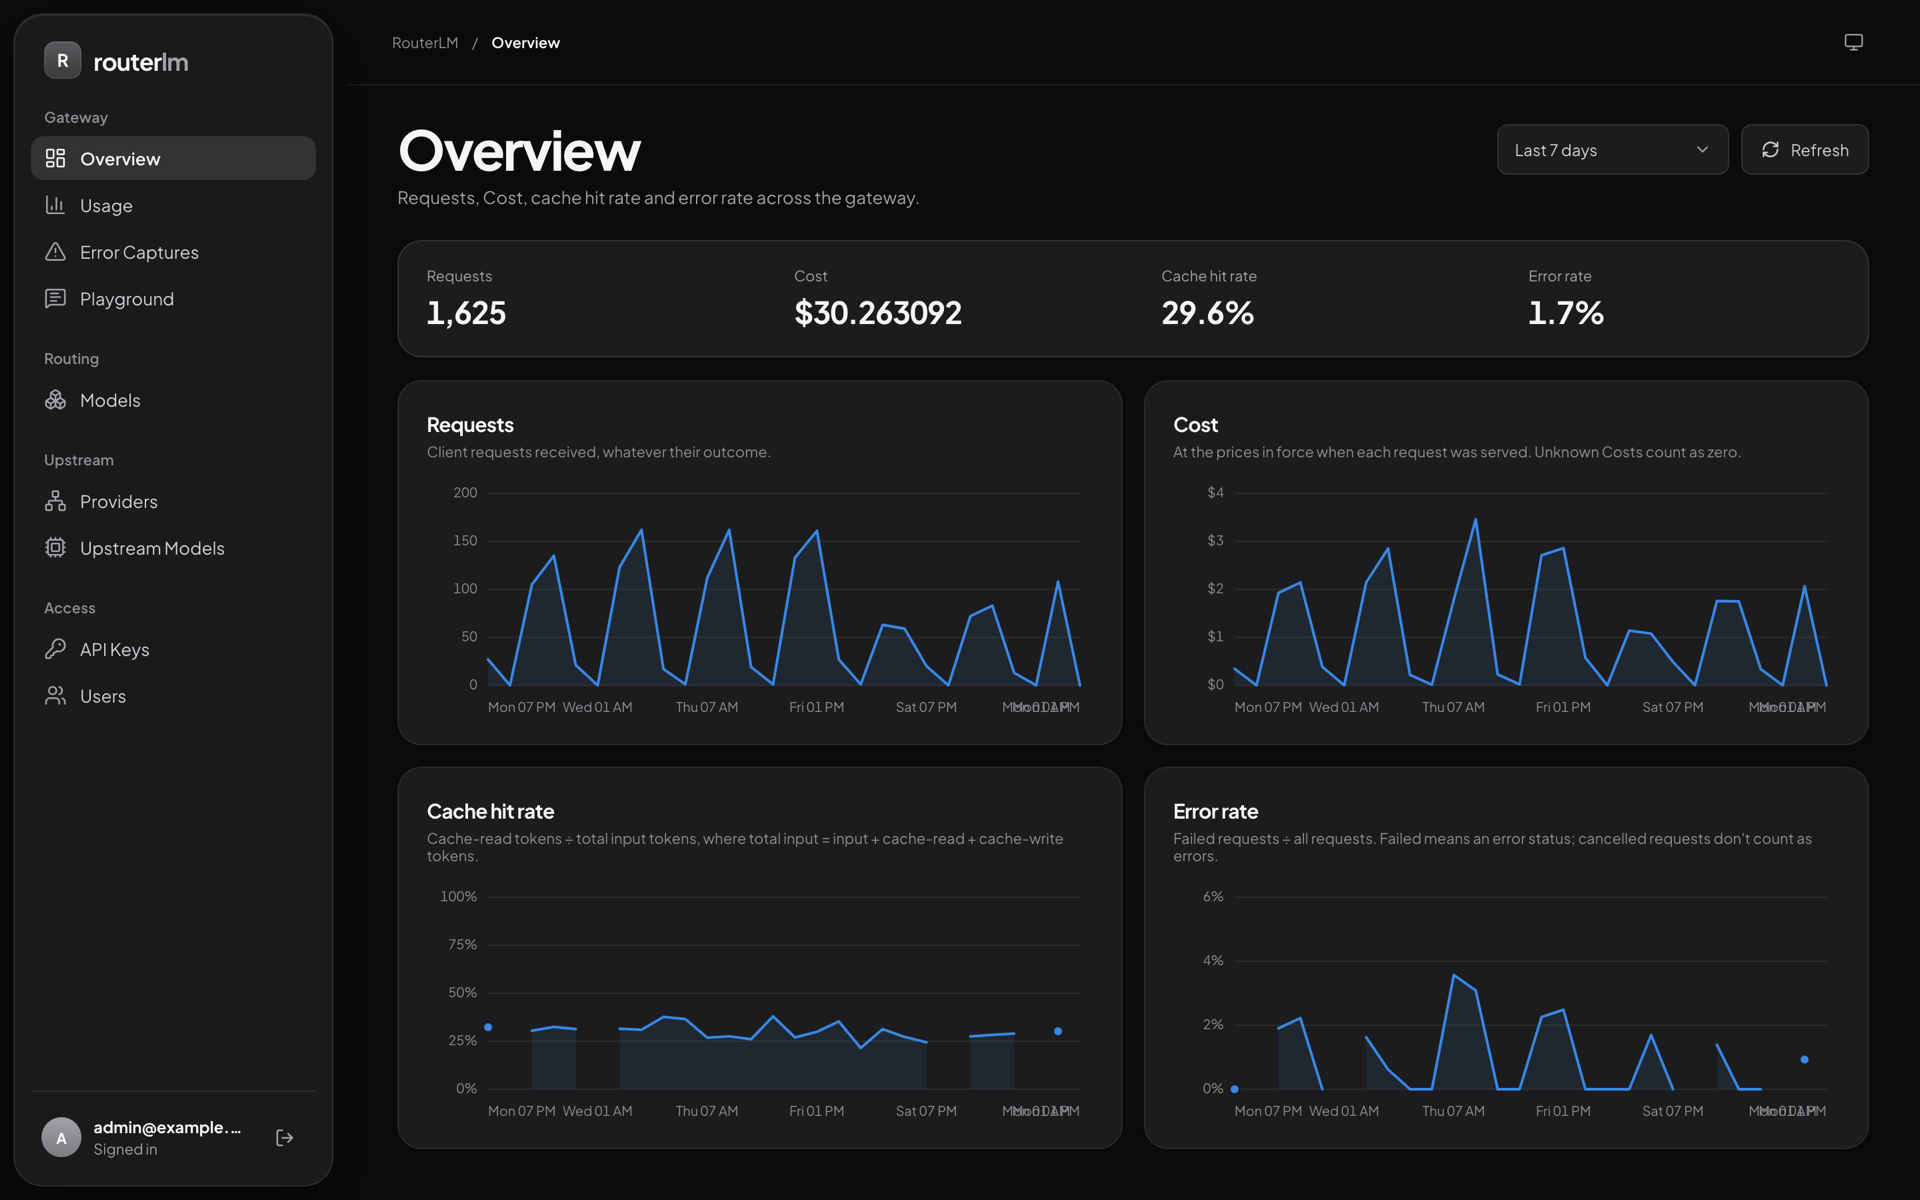 R routerlm
Gateway
Overview
Usage
Error Captures
Playground
Routing
Models
Upstream
Providers
Upstream Models
Access
API Keys
Users
A
admin@example....
Signed in
RouterLM / Overview
Overview
Requests, Cost, cache hit rate and error rate across the gateway.
Last 7 days
Refresh
Requests Cost Cache hit rate Error rate
1,625 $30.263092 29.6% 1.7%
Requests
Client requests received, whatever their outcome.
200
150
100
50
0
Mon 07 PM Wed 01 AM Thu 07 AM Fri 01 PM Sat 07 PM
Cost
At the prices in force when each request was served. Unknown Costs count as zero.
$4
$3
$2
$1
$0
Mon 07 PM Wed 01 AM Thu 07 AM Fri 01 PM Sat 07 PM
Cache hit rate
Cache-read tokens ÷ total input tokens, where total input = input + cache-read + cache-write
tokens.
100%
75%
50%
25%
0%
Mon 07 PM Wed 01 AM Thu 07 AM Fri 01 PM Sat 07 PM
Error rate
Failed requests ÷ all requests. Failed means an error status; cancelled requests don't count as
errors.
6%
4%
2%
0%
Mon 07 PM Wed 01 AM Thu 07 AM Fri 01 PM Sat 07 PM